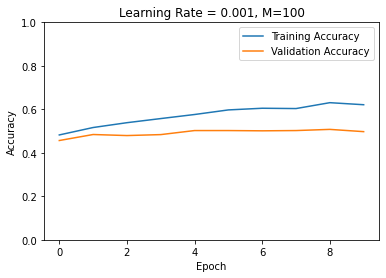 Learning Rate = 0.001, M=100
Training Accuracy
Validation Accuracy
1.0
0.8
0.6
0.4
0.2
0.0
Accuracy
0 2 4 6 8
Epoch